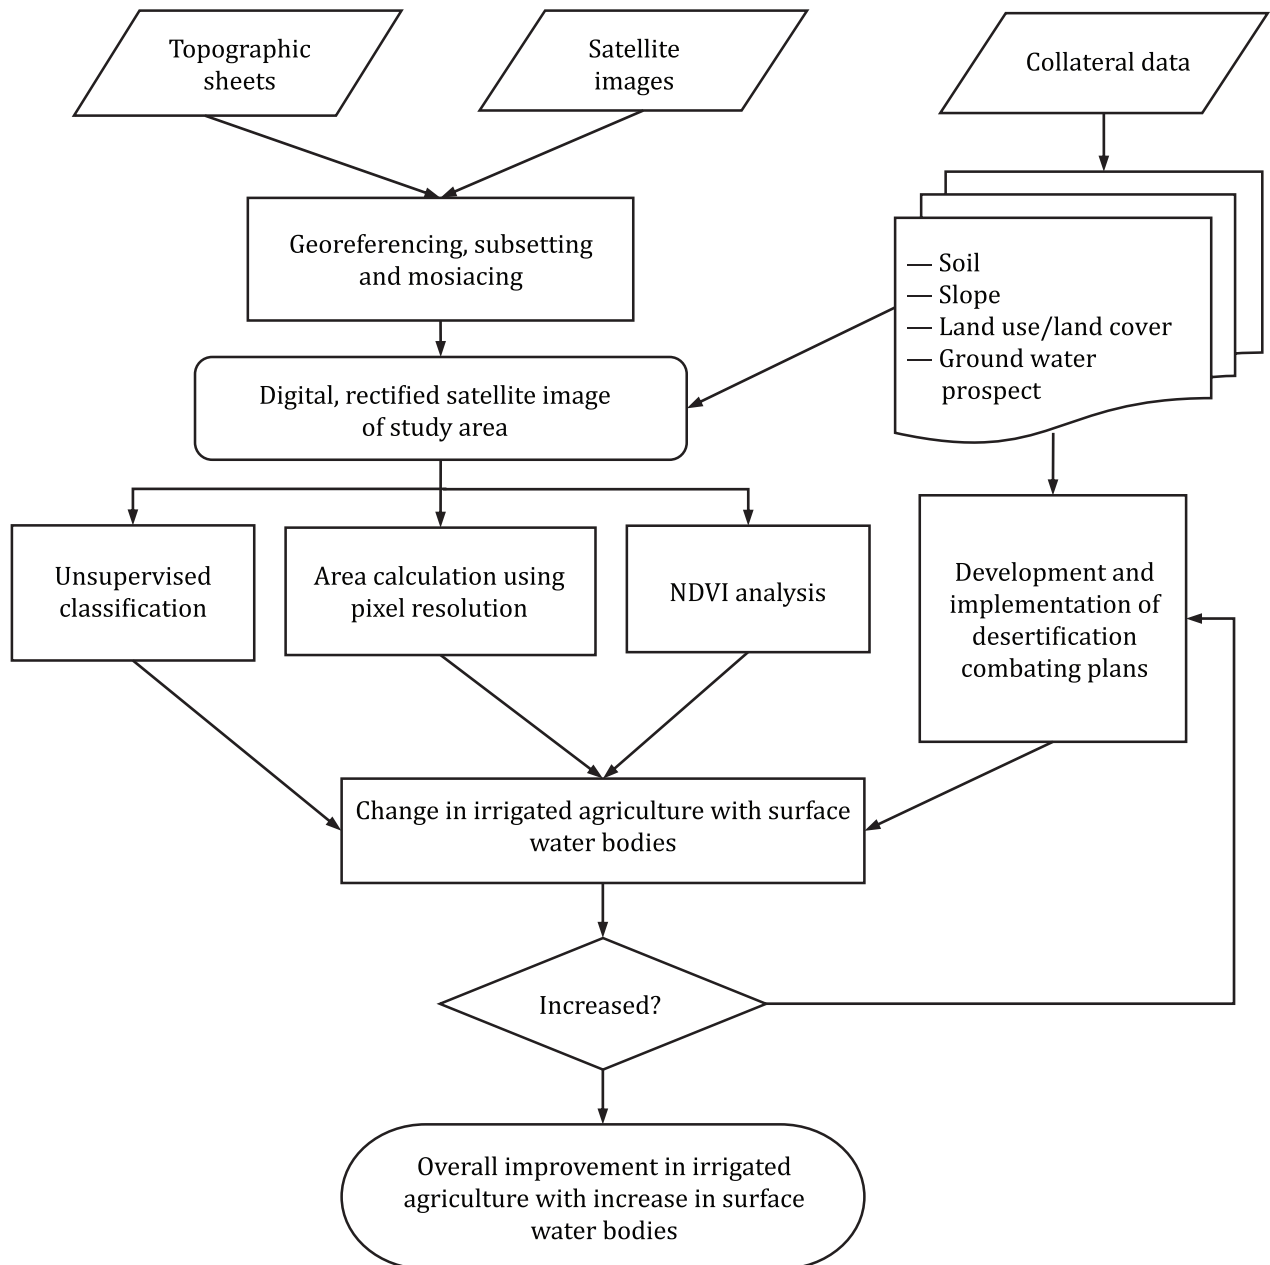 Topographic
sheets
Satellite
images
Collateral data
Georeferencing, subsetting
and mosiacing
— Soil
— Slope
— Land use/land cover
— Ground water
prospect
Digital, rectified satellite image
of study area
Unsupervised
classification
Area calculation using
pixel resolution
NDVI analysis
Development and
implementation of
desertification
combating plans
Change in irrigated agriculture with surface
water bodies
Increased?
Overall improvement in irrigated
agriculture with increase in surface
water bodies